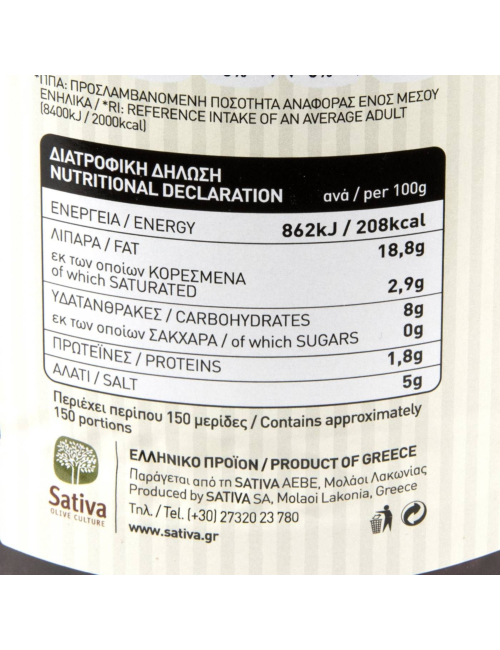 *ΠΠΑ: ΠΡΟΣΛΑΜΒΑΝΟΜΕΝΗ ΠΟΣΟΤΗΤΑ ΑΝΑΦΟΡΑΣ ΕΝΟΣ ΜΕΣΟΥ
ΕΝΗΛΙΚΑ / *RI: REFERENCE INTAKE OF AN AVERAGE ADULT
(8400kJ / 2000kcal)
ΔΙΑΤΡΟΦΙΚΗ ΔΗΛΩΣΗ
NUTRITIONAL DECLARATION ανά / per 100g
ΕΝΕΡΓΕΙΑ / ENERGY 862kJ / 208kcal
ΛΙΠΑΡΑ / FAT 18,8g
εκ των οποίων ΚΟΡΕΣΜΕΝΑ
of which SATURATED 2,9g
ΥΔΑΤΑΝΘΡΑΚΕΣ / CARBOHYDRATES 8g
εκ των οποίων ΣΑΚΧΑΡΑ / of which SUGARS 0g
ΠΡΩΤΕΪΝΕΣ / PROTEINS 1,8g
ΑΛΑΤΙ / SALT 5g
Περιέχει περίπου 150 μερίδες / Contains approximately
150 portions
ΕΛΛΗΝΙΚΟ ΠΡΟΪΟΝ / PRODUCT OF GREECE
Παράγεται από τη SATIVA ΑΕΒΕ, Μολάοι Λακωνίας
Produced by SATIVA SA, Molaoi Lakonia, Greece
Τηλ. / Tel. (+30) 27320 23 780
www.sativa.gr
Sativa
OLIVE CULTURE